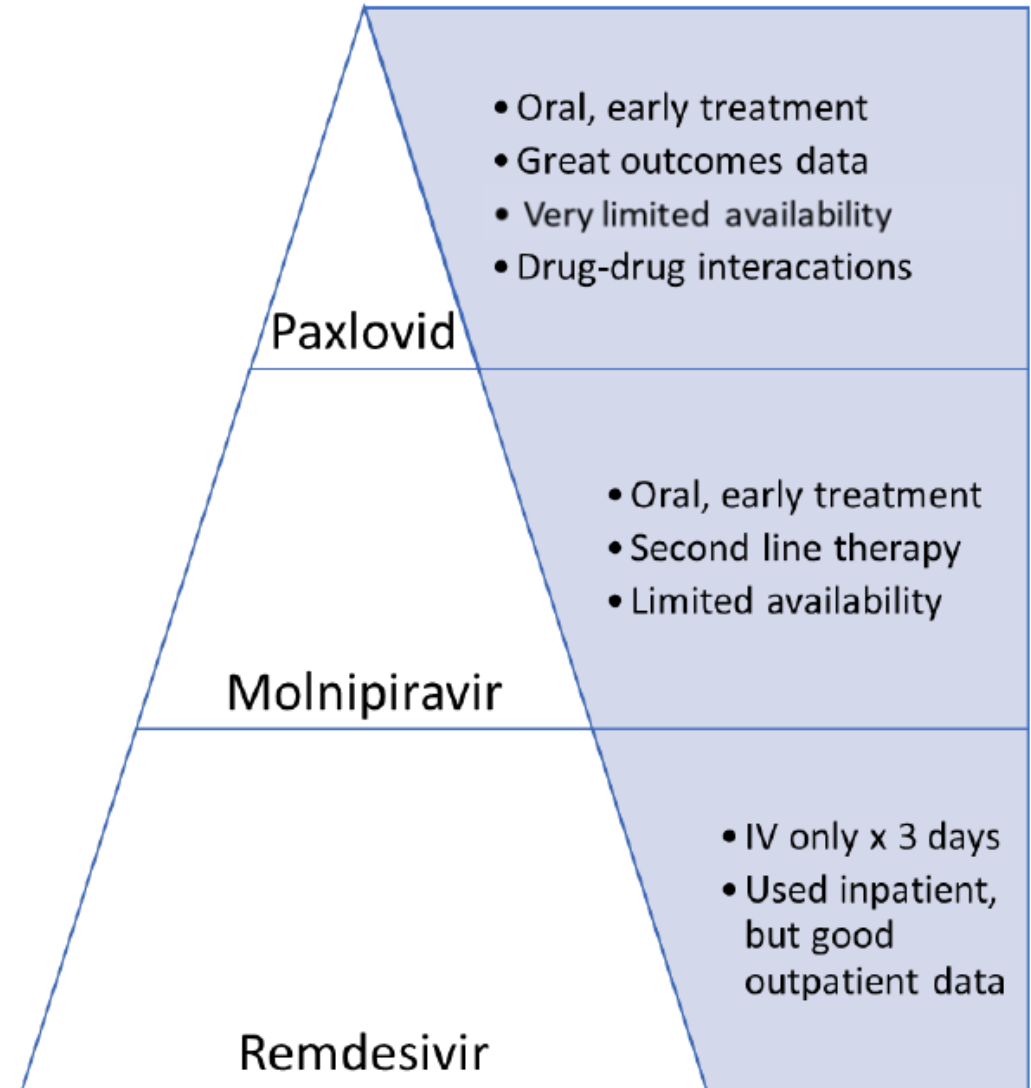 • Oral, early treatment
• Great outcomes data
• Very limited availability
• Drug-drug interacations
Paxlovid
• Oral, early treatment
• Second line therapy
• Limited availability
Molnipiravir
• IV only x 3 days
• Used inpatient,
but good
outpatient data
Remdesivir